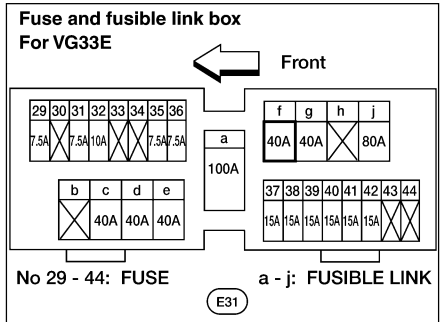 Fuse and fusible link box
For VG33E
Front
29 30 31 32 33 34 35 36
7.5A 7.5A 10A 7.5A 7.5A
f g h j
40A 40A 80A
a
100A
b c d e
40A 40A 40A
37 38 39 40 41 42 43 44
15A 15A 15A 15A 15A 15A
No 29 - 44: FUSE
a - j: FUSIBLE LINK
E31